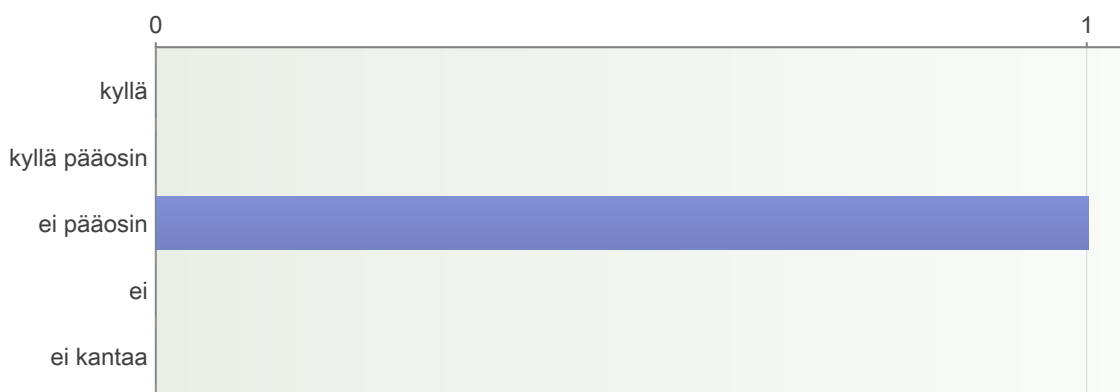 0 1
kyllä
kyllä pääosin
ei pääosin
ei
ei kantaa